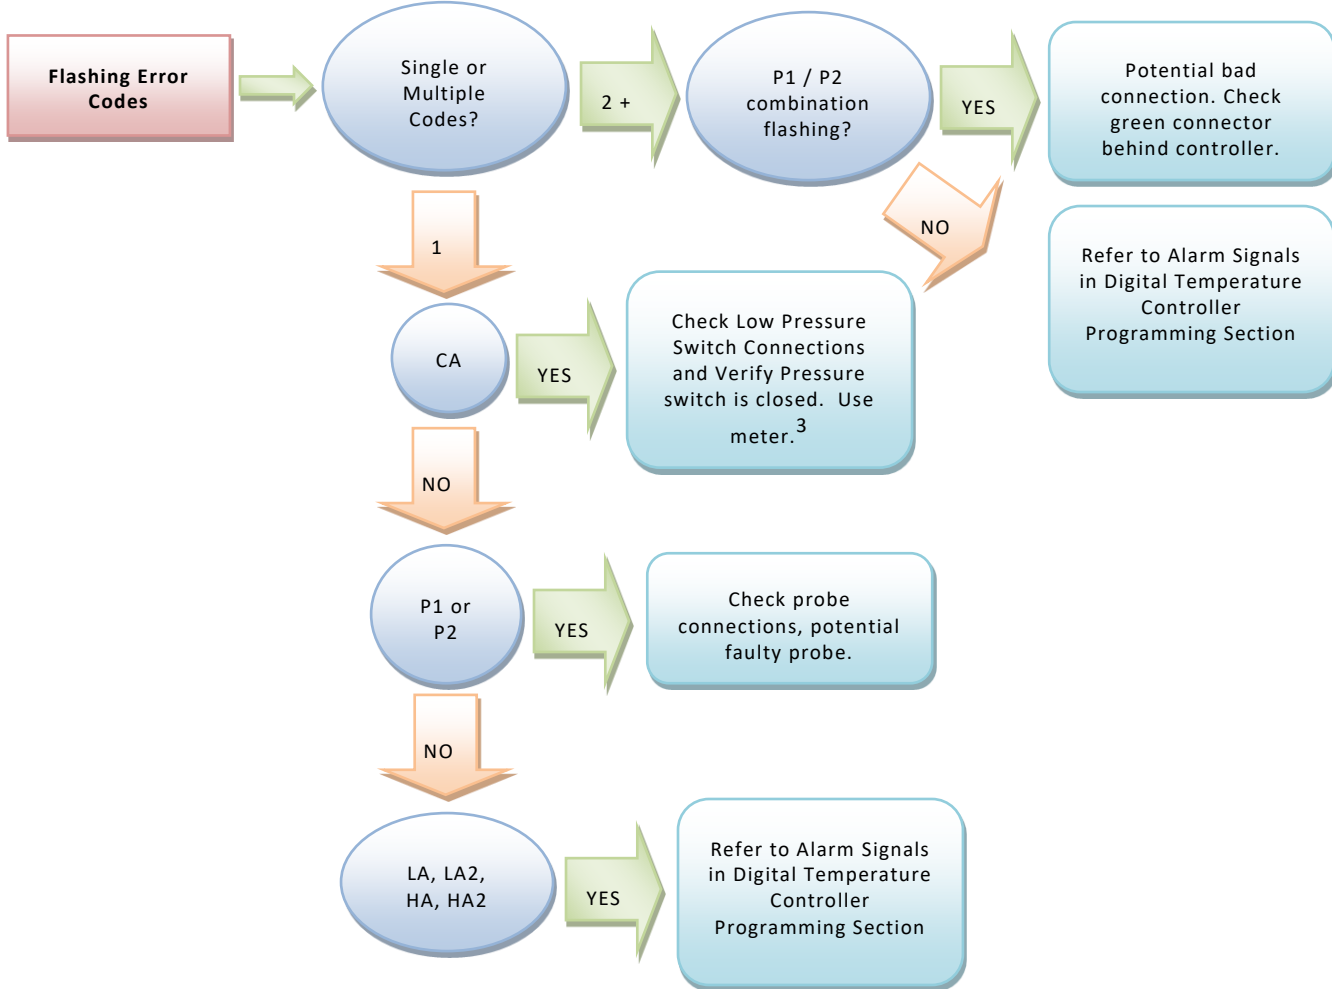 Flashing Error
Codes
Single or
Multiple
Codes?
2 +
P1 / P2
combination
flashing?
YES
Potential bad
connection. Check
green connector
behind controller.
NO
Refer to Alarm Signals
in Digital Temperature
Controller
Programming Section
1
CA
YES
Check Low Pressure
Switch Connections
and Verify Pressure
switch is closed.  Use
meter.3
NO
P1 or
P2
YES
Check probe
connections, potential
faulty probe.
NO
LA, LA2,
HA, HA2
YES
Refer to Alarm Signals
in Digital Temperature
Controller
Programming Section